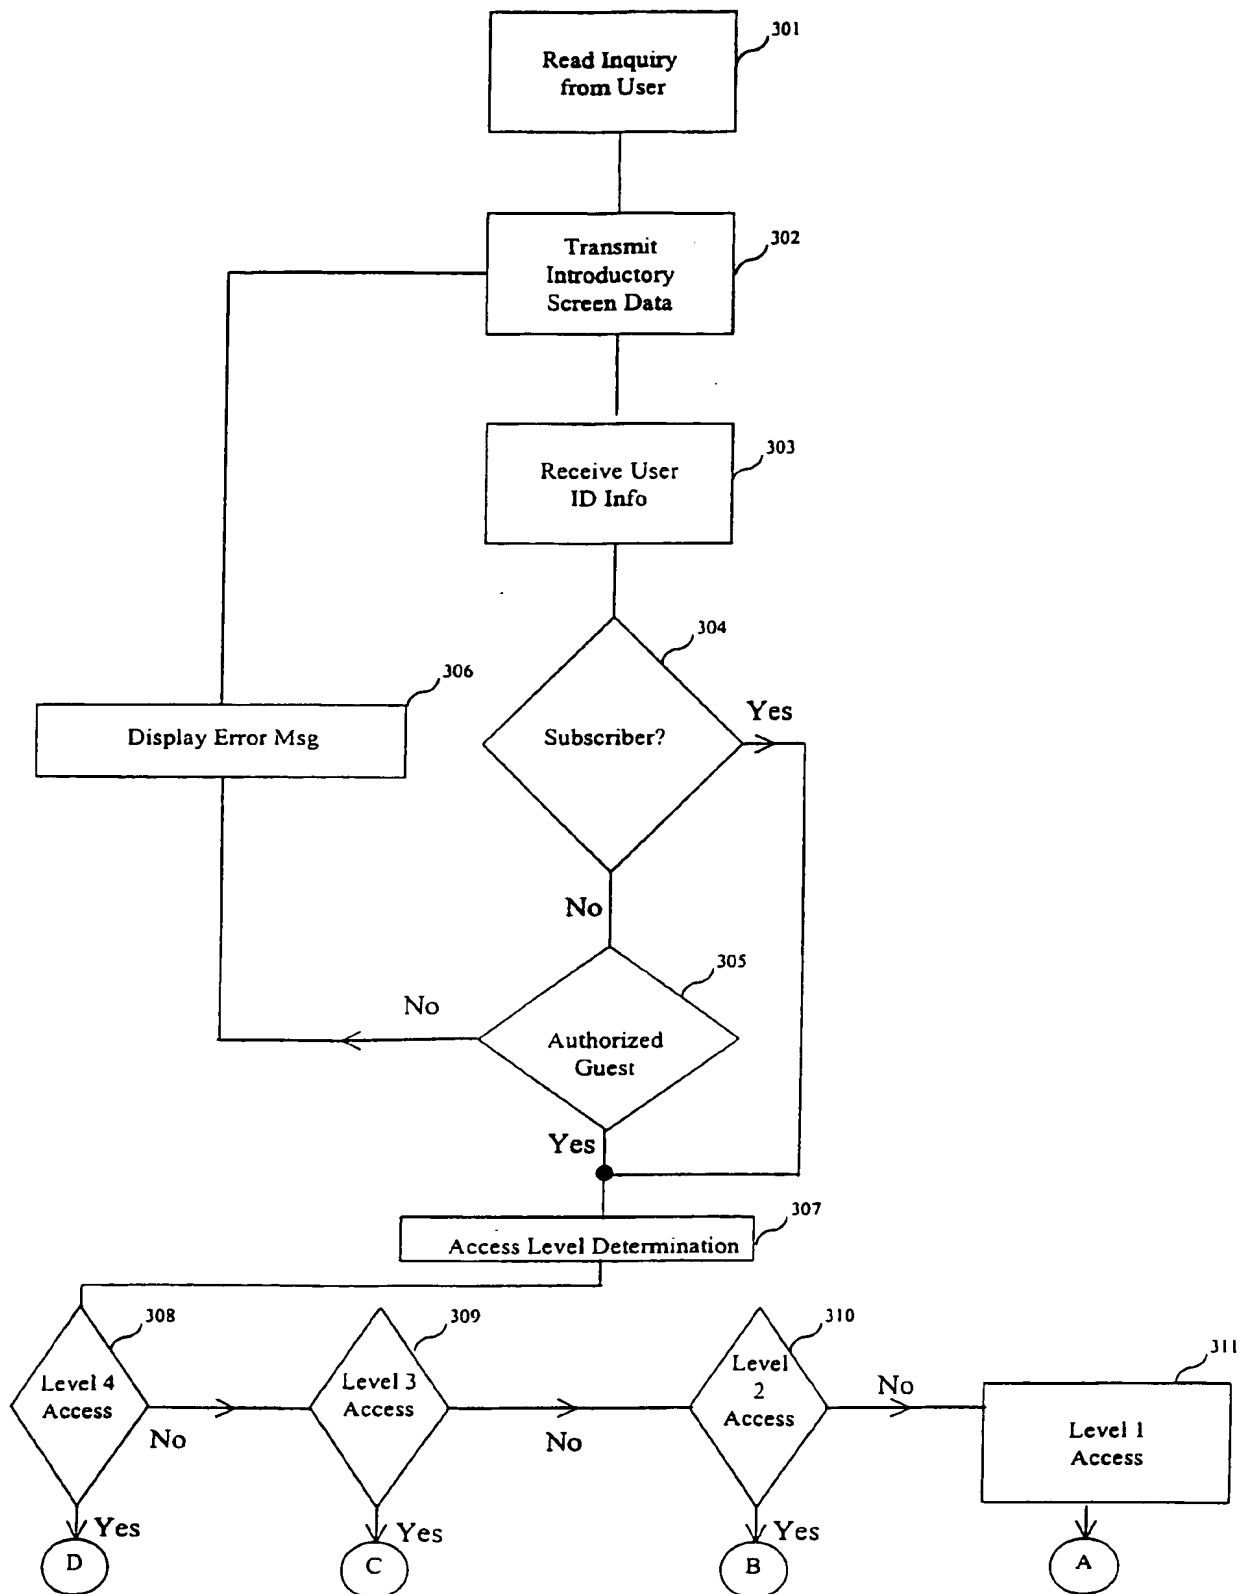 301
Read Inquiry
from User
302
Transmit
Introductory
Screen Data
303
Receive User
ID Info
304
Subscriber?
Yes
306
Display Error Msg
No
305
Authorized
Guest
No
Yes
307
Access Level Determination
308
Level 4
Access
No
Yes
D
309
Level 3
Access
No
Yes
C
310
Level
2
Access
No
Yes
B
311
Level 1
Access
A